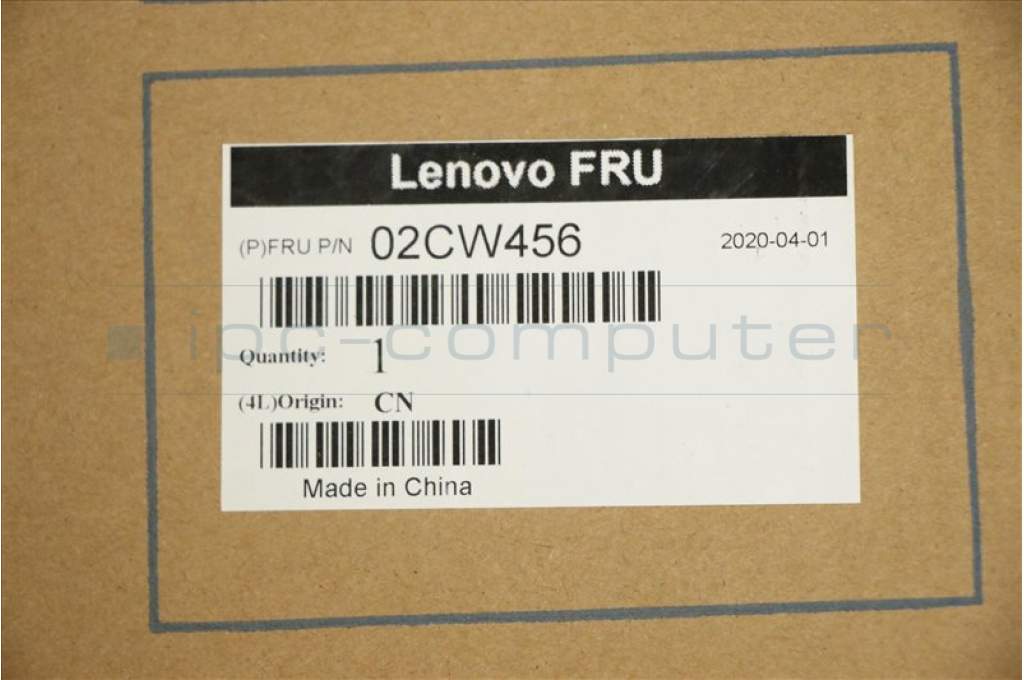 Lenovo FRU
(P)FRU P/N 02CW456 2020-04-01
ipc-computer
Quantity: 1
(4L)Origin: CN
Made in China